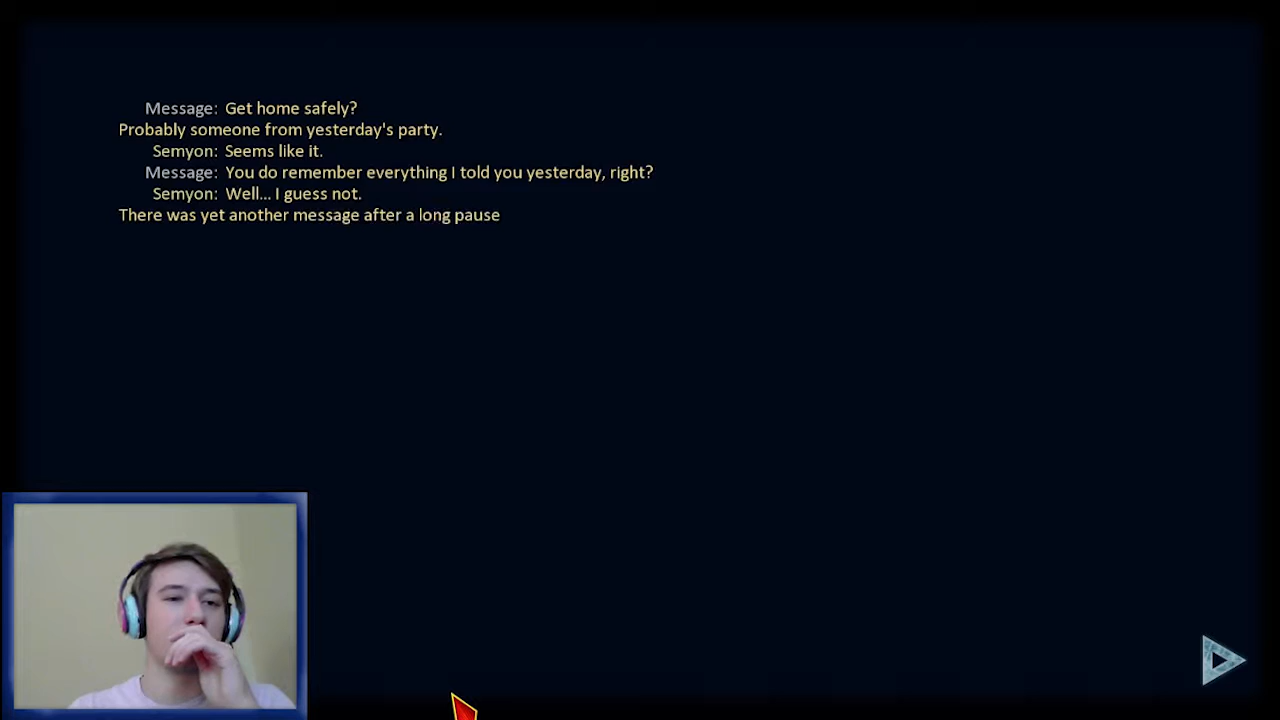 Message: Get home safely?
Probably someone from yesterday's party.
Semyon: Seems like it.
Message: You do remember everything I told you yesterday, right?
Semyon: Well... I guess not.
There was yet another message after a long pause